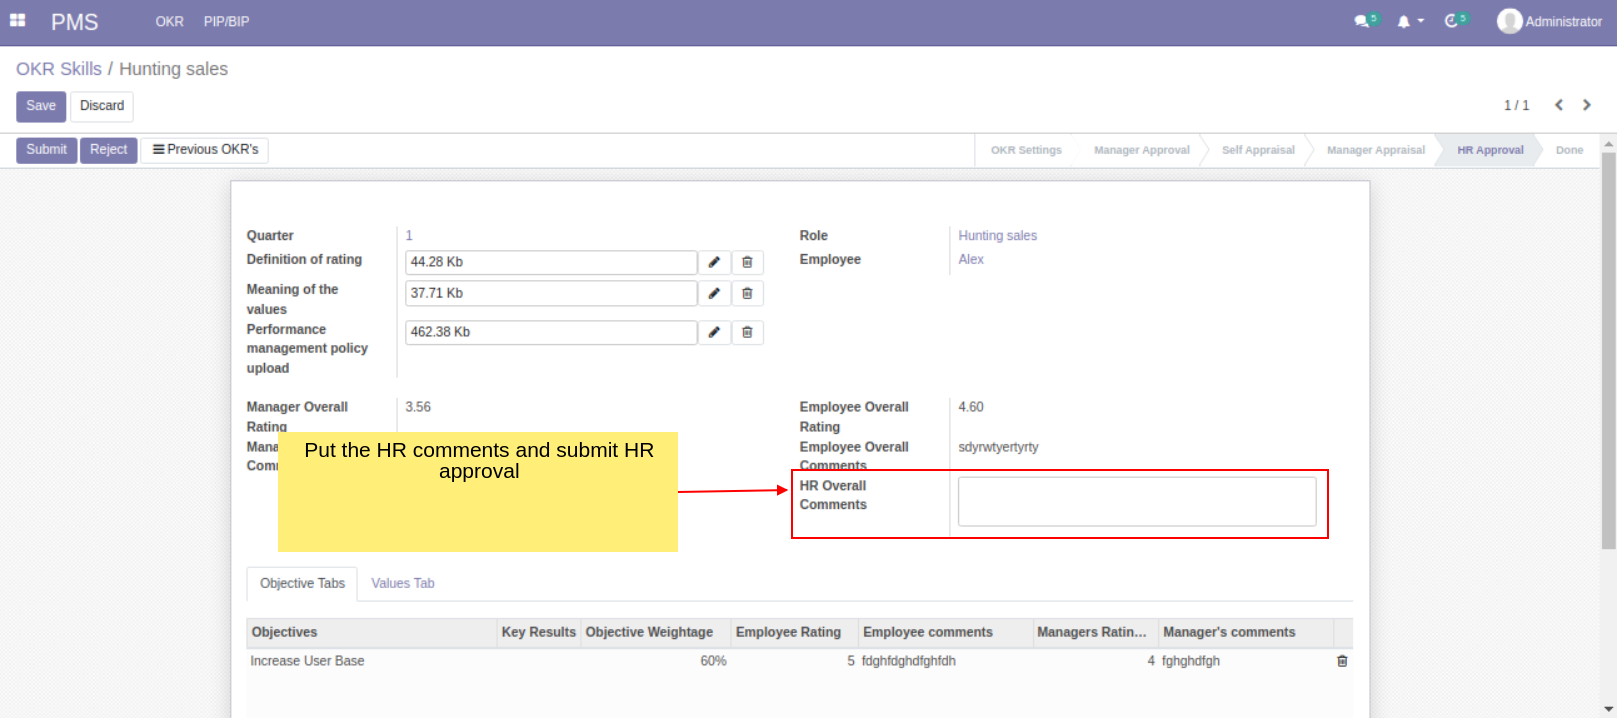 PMS OKR PIP/BIP 5 5 Administrator
OKR Skills / Hunting sales
Save Discard 1 / 1
Submit Reject Previous OKR's OKR Settings Manager Approval Self Appraisal Manager Appraisal HR Approval Done
Quarter 1 Role Hunting sales
Definition of rating 44.28 Kb Employee Alex
Meaning of the
values 37.71 Kb
Performance
management policy 462.38 Kb
upload
Manager Overall 3.56 Employee Overall 4.60
Rating Rating
Mana Employee Overall sdyrwtyertyrty
Com Comments
Put the HR comments and submit HR
approval
HR Overall
Comments
Objective Tabs Values Tab
Objectives Key Results Objective Weightage Employee Rating Employee comments Managers Ratin... Manager's comments
Increase User Base 60% 5 fdghfdghdfghfdh 4 fghghdfgh